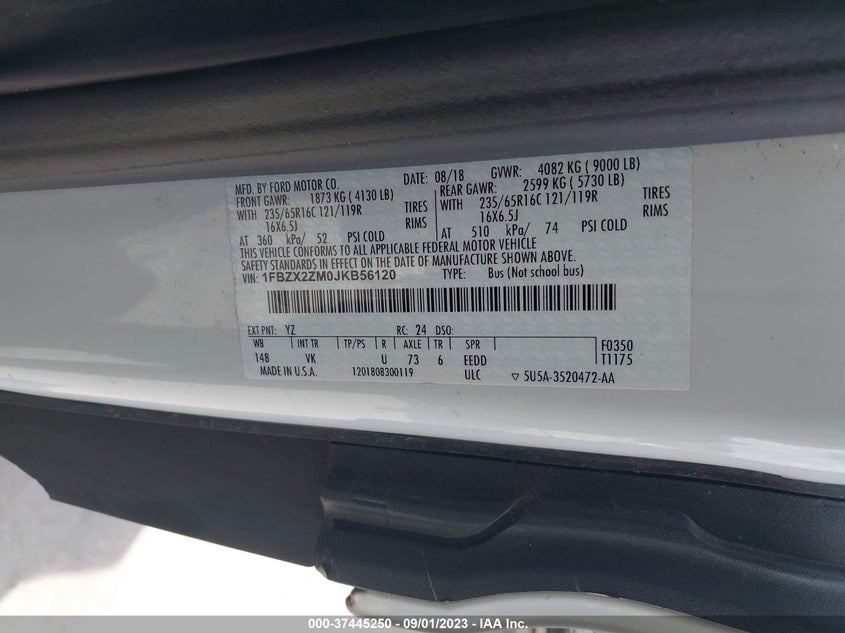 MFD. BY FORD MOTOR CO. DATE: 08/18 GVWR: 4082 KG ( 9000 LB)
FRONT GAWR: 1873 KG ( 4130 LB) REAR GAWR: 2599 KG ( 5730 LB)
WITH 235/65R16C 121/119R TIRES WITH 235/65R16C 121/119R TIRES
16X6.5J RIMS 16X6.5J RIMS
AT 360 kPa/ 52 PSI COLD AT 510 kPa/ 74 PSI COLD
THIS VEHICLE CONFORMS TO ALL APPLICABLE FEDERAL MOTOR VEHICLE
SAFETY STANDARDS IN EFFECT ON THE DATE OF MANUFACTURE SHOWN ABOVE.
VIN: 1FBZX2ZM0JKB56120 TYPE: Bus (Not school bus)
EXT PNT: YZ RC: 24 DSO:
WB INT TR TP/PS R AXLE TR SPR F0350
148 VK U 73 6 EEDD T1175
MADE IN U.S.A. 1201808300119 ULC ▽ 5U5A-3520472-AA
000-37445250 - 09/01/2023 - IAA Inc.